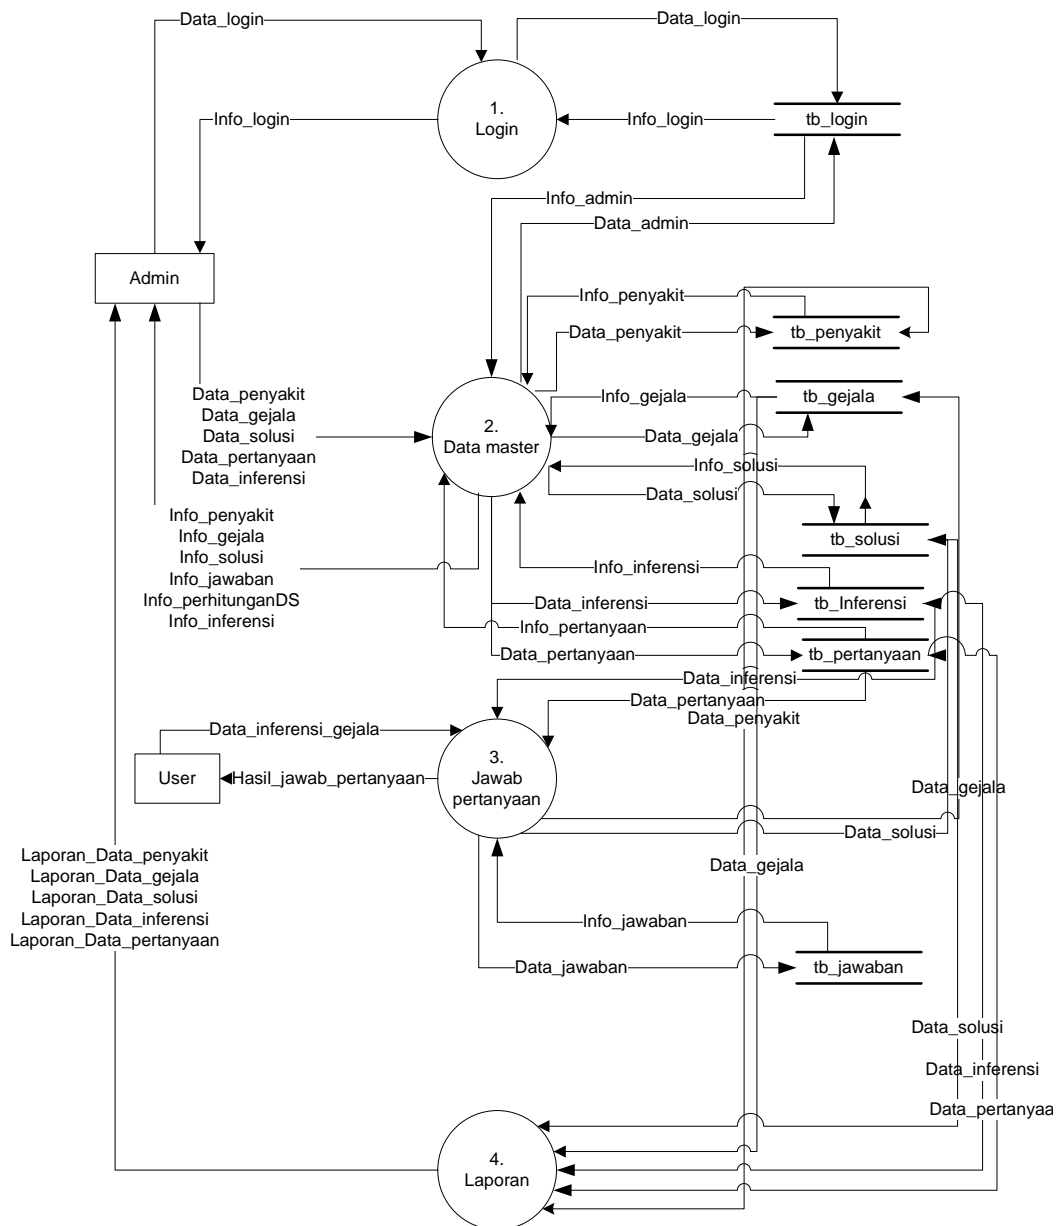 Data_login
Data_login
1.
Login
Info_login
Info_login
tb_login
Info_admin
Data_admin
Admin
Info_penyakit
Data_penyakit
tb_penyakit
Data_penyakit
Data_gejala
Data_solusi
Data_pertanyaan
Data_inferensi
Info_gejala
tb_gejala
2.
Data master
Data_gejala
Info_solusi
Data_solusi
Info_penyakit
Info_gejala
Info_solusi
Info_jawaban
Info_perhitunganDS
Info_inferensi
tb_solusi
Info_inferensi
Data_inferensi
tb_Inferensi
Info_pertanyaan
Data_pertanyaan
tb_pertanyaan
Data_inferensi
Data_pertanyaan
Data_penyakit
Data_inferensi_gejala
User
Hasil_jawab_pertanyaan
3.
Jawab
pertanyaan
Data_gejala
Data_solusi
Data_gejala
Laporan_Data_penyakit
Laporan_Data_gejala
Laporan_Data_solusi
Laporan_Data_inferensi
Laporan_Data_pertanyaan
Info_jawaban
Data_jawaban
tb_jawaban
Data_solusi
Data_inferensi
Data_pertanyaa
4.
Laporan